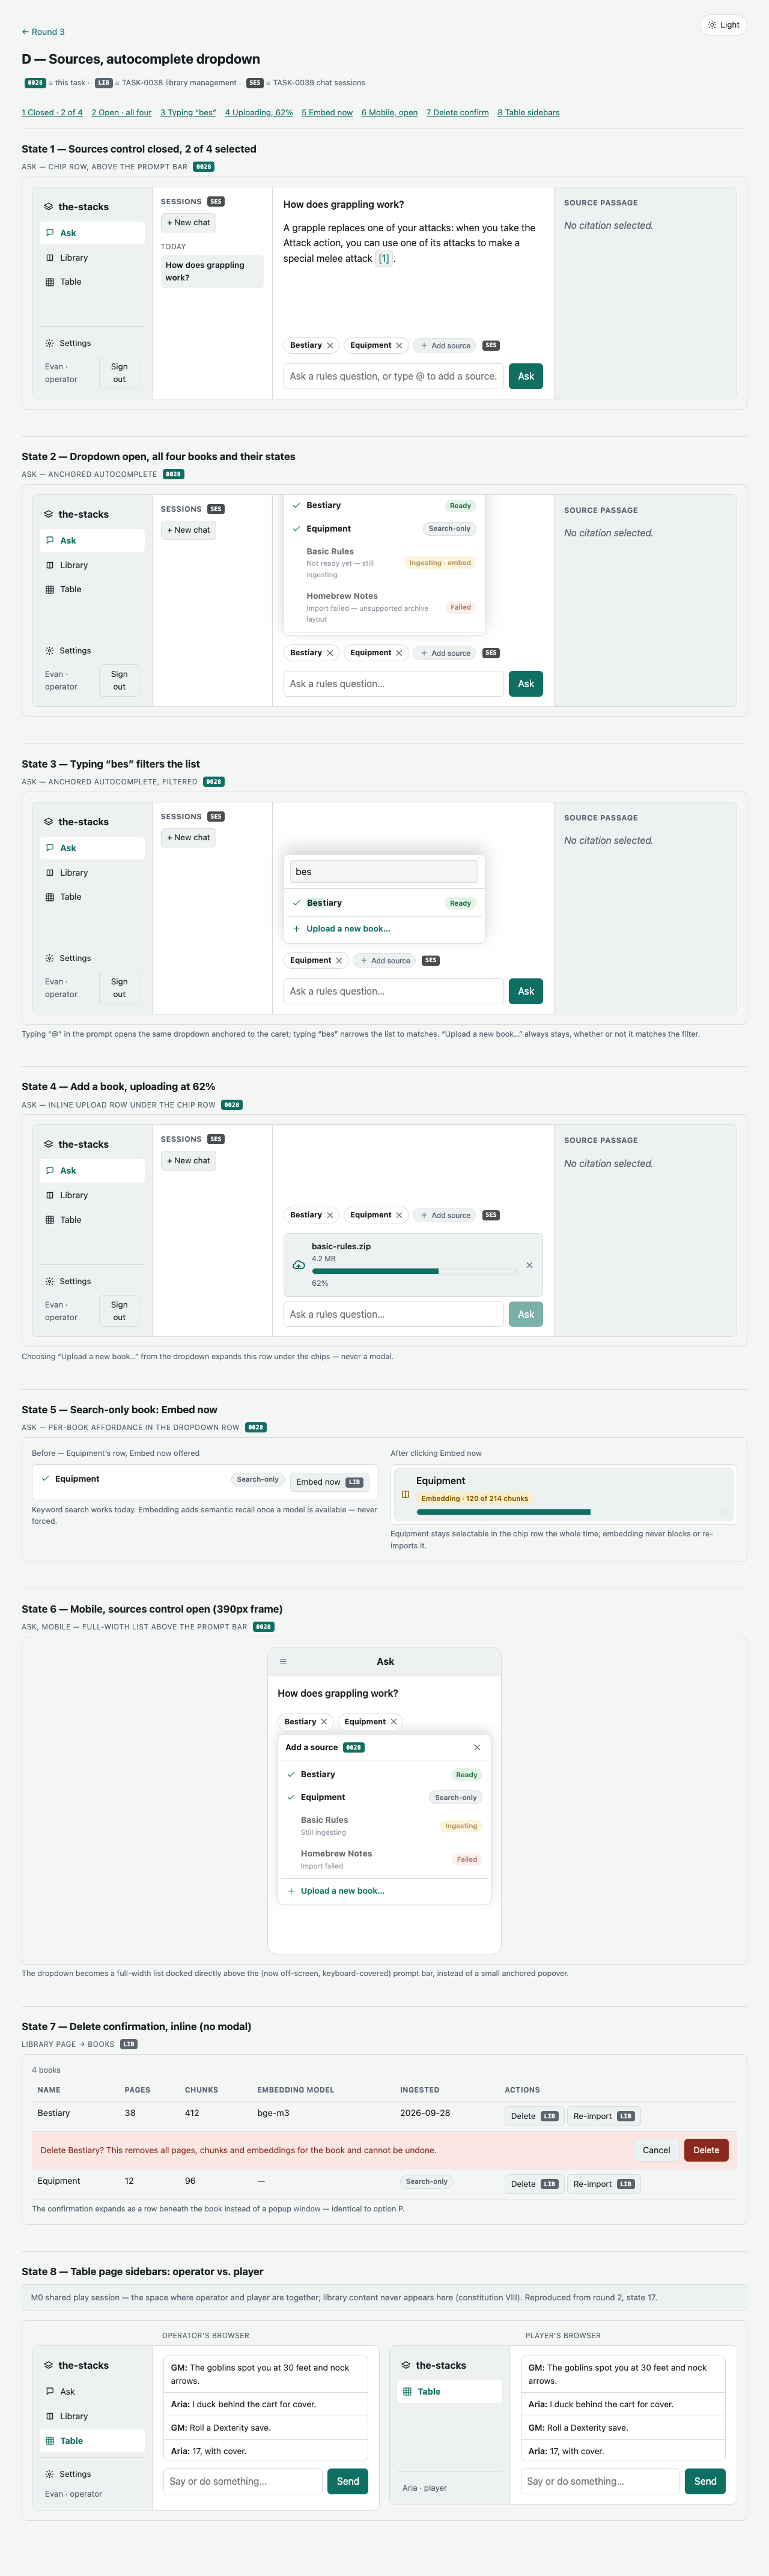 ← Round 3
Light
D — Sources, autocomplete dropdown
0028 = this task · LIB = TASK-0038 library management · SES = TASK-0039 chat sessions
1 Closed · 2 of 4 2 Open · all four 3 Typing “bes” 4 Uploading, 62% 5 Embed now 6 Mobile, open 7 Delete confirm 8 Table sidebars
State 1 — Sources control closed, 2 of 4 selected
ASK — CHIP ROW, ABOVE THE PROMPT BAR 0028
the-stacks
Ask
Library
Table
Settings
Evan · operator
Sign out
SESSIONS SES
+ New chat
TODAY
How does grappling
work?
How does grappling work?
A grapple replaces one of your attacks: when you take the
Attack action, you can use one of its attacks to make a
special melee attack [1].
Bestiary × Equipment × + Add source SES
Ask a rules question, or type @ to add a source.
Ask
SOURCE PASSAGE
No citation selected.
State 2 — Dropdown open, all four books and their states
ASK — ANCHORED AUTOCOMPLETE 0028
the-stacks
Ask
Library
Table
Settings
Evan · operator
Sign out
SESSIONS SES
+ New chat
Bestiary Ready
Equipment Search-only
Basic Rules
Not ready yet — still
ingesting
Ingesting · embed
Homebrew Notes
Import failed — unsupported archive
layout
Failed
Bestiary × Equipment × + Add source SES
Ask a rules question...
Ask
SOURCE PASSAGE
No citation selected.
State 3 — Typing “bes” filters the list
ASK — ANCHORED AUTOCOMPLETE, FILTERED 0028
the-stacks
Ask
Library
Table
Settings
Evan · operator
Sign out
SESSIONS SES
+ New chat
bes
Bestiary Ready
+ Upload a new book...
Equipment × + Add source SES
Ask a rules question...
Ask
SOURCE PASSAGE
No citation selected.
Typing “@” in the prompt opens the same dropdown anchored to the caret; typing “bes” narrows the list to matches. “Upload a new book…” always stays, whether or not it matches the filter.
State 4 — Add a book, uploading at 62%
ASK — INLINE UPLOAD ROW UNDER THE CHIP ROW 0028
the-stacks
Ask
Library
Table
Settings
Evan · operator
Sign out
SESSIONS SES
+ New chat
Bestiary × Equipment × + Add source SES
basic-rules.zip
4.2 MB
62%
Ask a rules question...
Ask
SOURCE PASSAGE
No citation selected.
Choosing “Upload a new book…” from the dropdown expands this row under the chips — never a modal.
State 5 — Search-only book: Embed now
ASK — PER-BOOK AFFORDANCE IN THE DROPDOWN ROW 0028
Before — Equipment’s row, Embed now offered
Equipment Search-only Embed now LIB
Keyword search works today. Embedding adds semantic recall once a model is available — never
forced.
After clicking Embed now
Equipment
Embedding · 120 of 214 chunks
Equipment stays selectable in the chip row the whole time; embedding never blocks or re-
imports it.
State 6 — Mobile, sources control open (390px frame)
ASK, MOBILE — FULL-WIDTH LIST ABOVE THE PROMPT BAR 0028
Ask
How does grappling work?
Bestiary × Equipment ×
Add a source 0028 ×
Bestiary Ready
Equipment Search-only
Basic Rules
Still ingesting
Ingesting
Homebrew Notes
Import failed
Failed
+ Upload a new book...
The dropdown becomes a full-width list docked directly above the (now off-screen, keyboard-covered) prompt bar, instead of a small anchored popover.
State 7 — Delete confirmation, inline (no modal)
LIBRARY PAGE → BOOKS LIB
4 books
NAME PAGES CHUNKS EMBEDDING MODEL INGESTED ACTIONS
Bestiary 38 412 bge-m3 2026-09-28 Delete LIB Re-import LIB
Delete Bestiary? This removes all pages, chunks and embeddings for the book and cannot be undone. Cancel Delete
Equipment 12 96 — Search-only Delete LIB Re-import LIB
The confirmation expands as a row beneath the book instead of a popup window — identical to option P.
State 8 — Table page sidebars: operator vs. player
M0 shared play session — the space where operator and player are together; library content never appears here (constitution VIII). Reproduced from round 2, state 17.
OPERATOR'S BROWSER
the-stacks
Ask
Library
Table
Settings
Evan · operator
GM: The goblins spot you at 30 feet and nock
arrows.
Aria: I duck behind the cart for cover.
GM: Roll a Dexterity save.
Aria: 17, with cover.
Say or do something...
Send
PLAYER'S BROWSER
the-stacks
Table
Aria · player
GM: The goblins spot you at 30 feet and nock
arrows.
Aria: I duck behind the cart for cover.
GM: Roll a Dexterity save.
Aria: 17, with cover.
Say or do something...
Send